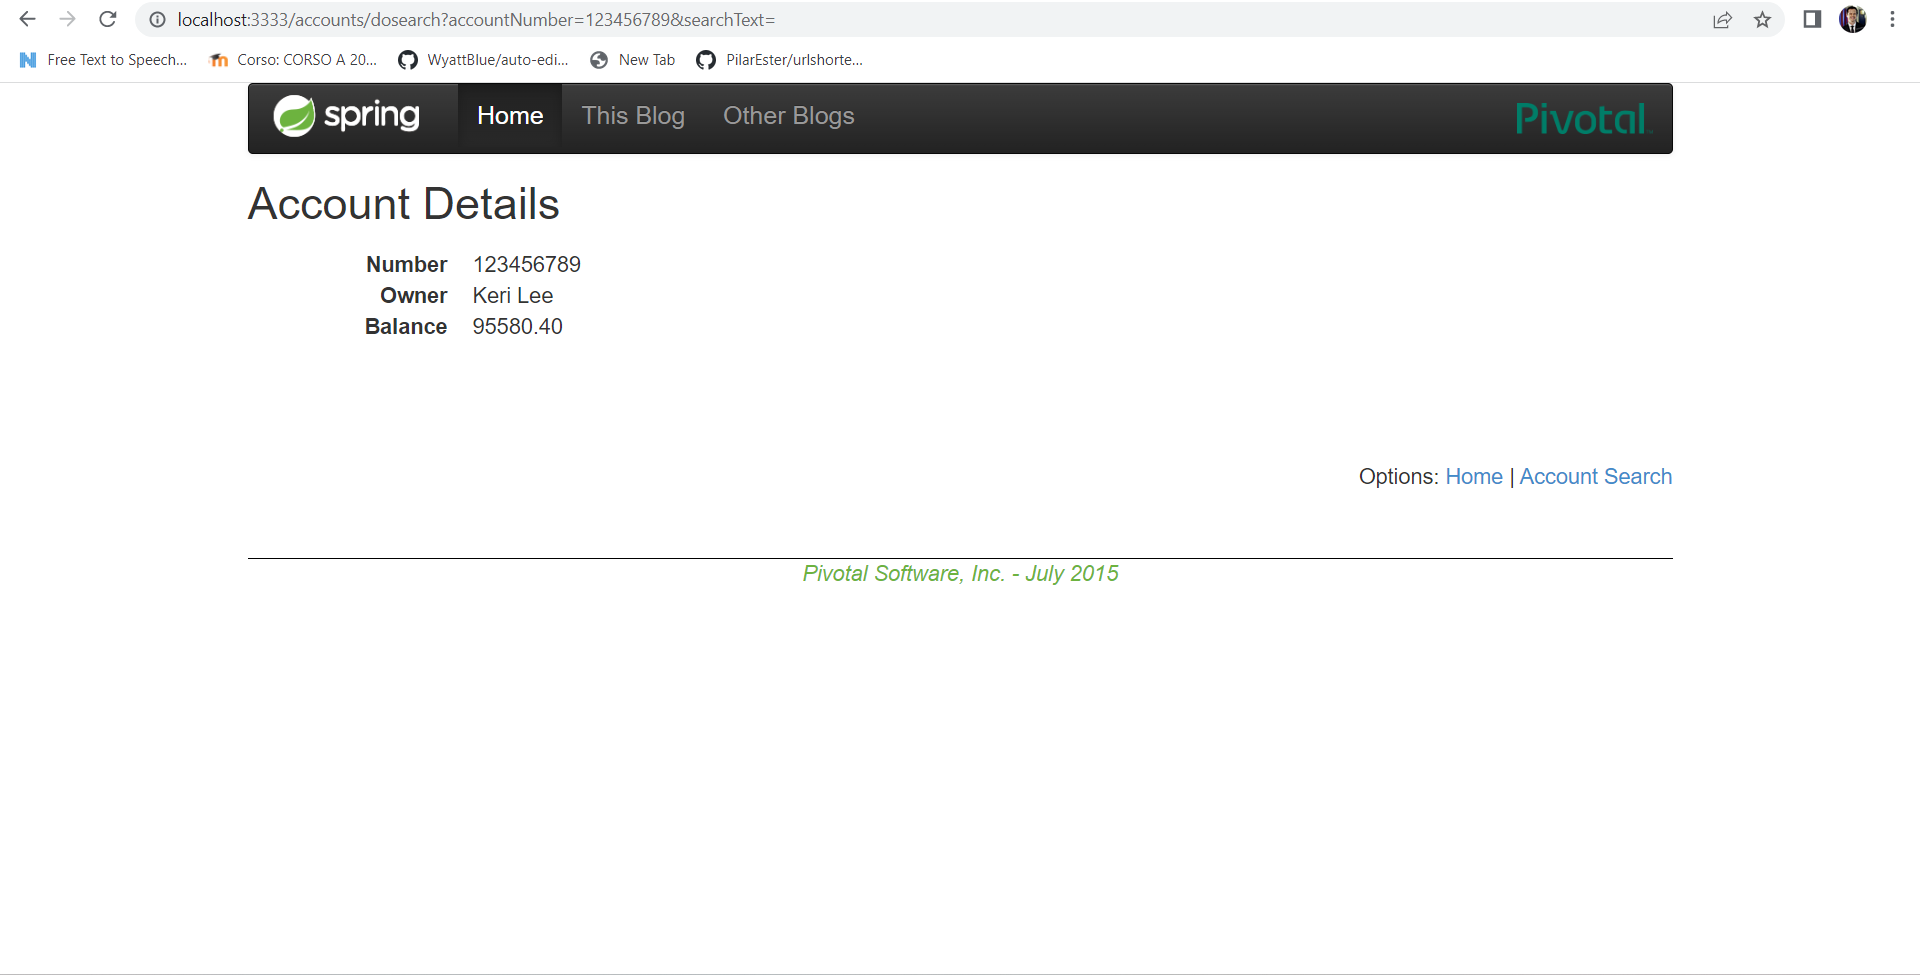 localhost:3333/accounts/dosearch?accountNumber=123456789&searchText=
Free Text to Speech... Corso: CORSO A 20... WyattBlue/auto-edi... New Tab PilarEster/urlshorte...
spring Home This Blog Other Blogs Pivotal™
Account Details
Number 123456789
Owner Keri Lee
Balance 95580.40
Options: Home | Account Search
Pivotal Software, Inc. - July 2015